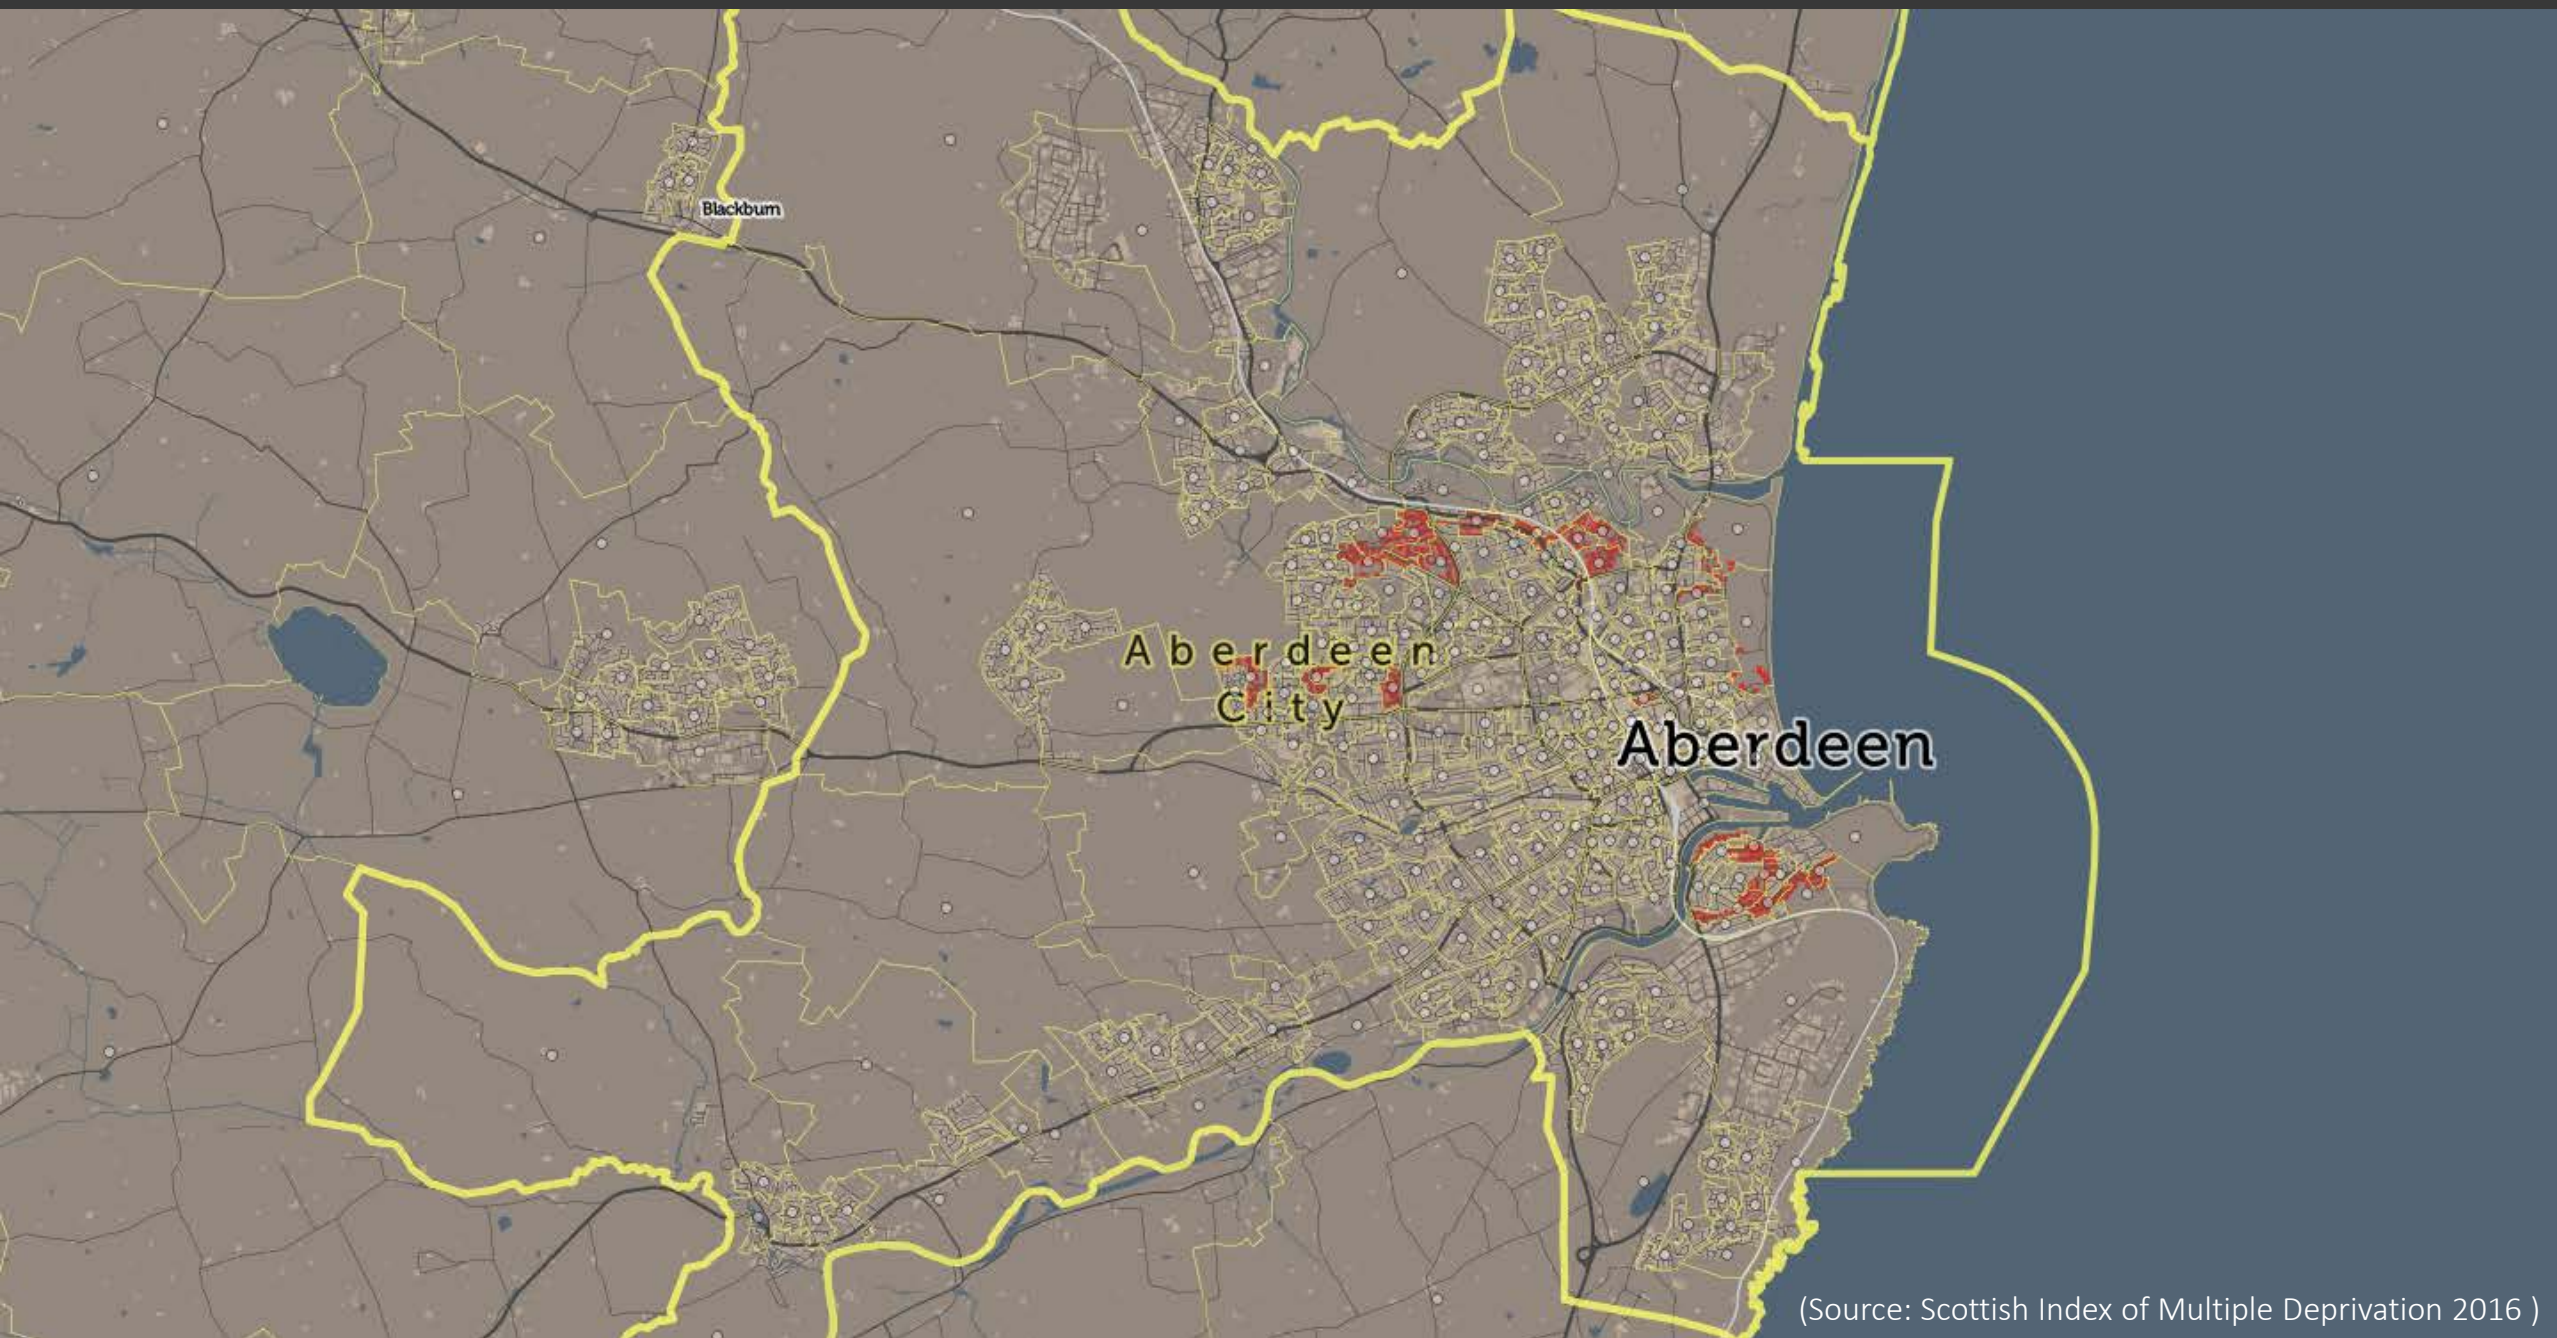 Blackburn
Aberdeen
City
Aberdeen
(Source: Scottish Index of Multiple Deprivation 2016 )